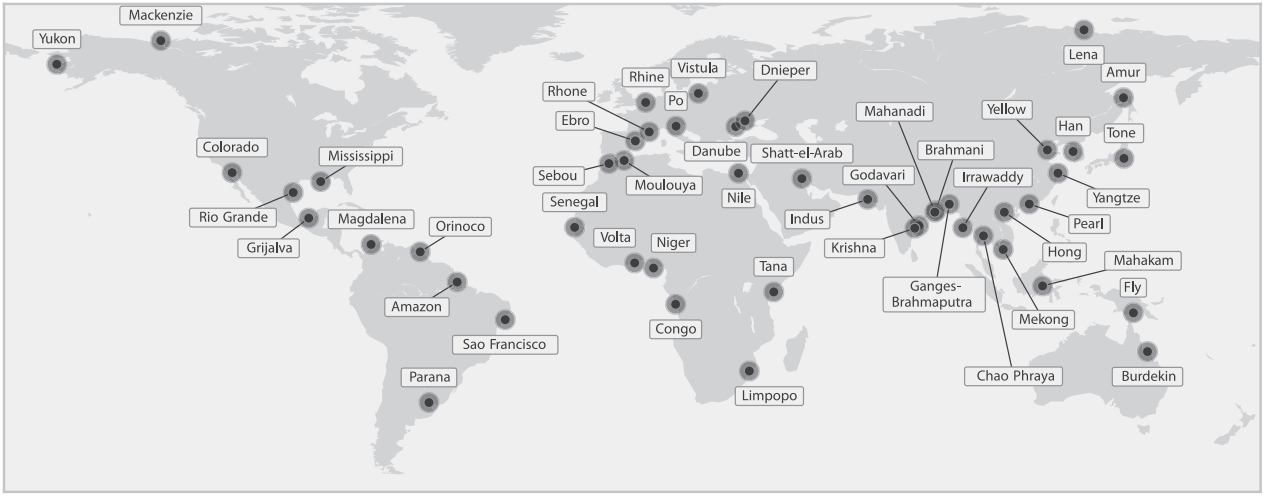 Mackenzie
Yukon
Lena
Amur
Vistula
Dnieper
Rhine
Rhone
Po
Mahanadi
Yellow
Ebro
Han
Tone
Colorado
Mississippi
Danube
Shatt-el-Arab
Brahmani
Sebou
Moulouya
Godavari
Irrawaddy
Nile
Yangtze
Senegal
Rio Grande
Magdalena
Indus
Pearl
Orinoco
Grijalva
Volta
Niger
Krishna
Hong
Tana
Mahakam
Fly
Ganges-
Brahmaputra
Amazon
Mekong
Congo
Sao Francisco
Parana
Chao Phraya
Burdekin
Limpopo